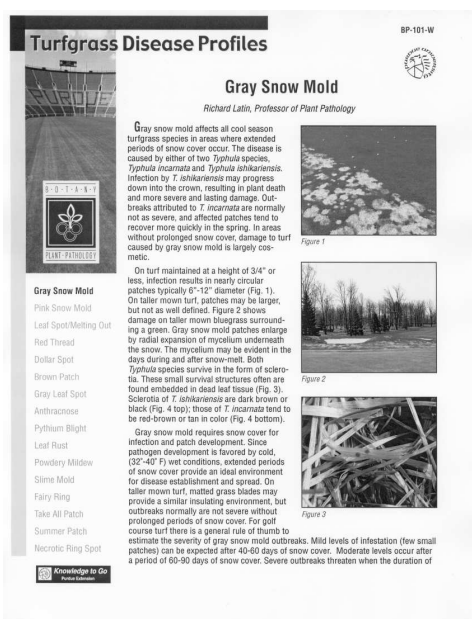 BP-101-W
Turfgrass Disease Profiles
Gray Snow Mold
Richard Latin, Professor of Plant Pathology
Gray snow mold affects all cool season
turfgrass species in areas where extended
periods of snow cover occur. The disease is
caused by either of two Typhula species,
Typhula incarnata and Typhula ishikariensis.
Infection by T. ishikariensis may progress
down into the crown, resulting in plant death
and more severe and lasting damage. Out-
breaks attributed to T. incarnata are normally
not as severe, and affected patches tend to
recover more quickly in the spring. In areas
without prolonged snow cover, damage to turf
caused by gray snow mold is largely cos-
metic.
On turf maintained at a height of 3/4" or
less, infection results in nearly circular
patches typically 6"-12" diameter (Fig. 1).
On taller mown turf, patches may be larger,
but not as well defined. Figure 2 shows
damage on taller mown bluegrass surround-
ing a green. Gray snow mold patches enlarge
by radial expansion of mycelium underneath
the snow. The mycelium may be evident in the
days during and after snow-melt. Both
Typhula species survive in the form of sclero-
tia. These small survival structures often are
found embedded in dead leaf tissue (Fig. 3).
Sclerotia of T. ishikariensis are dark brown or
black (Fig. 4 top); those of T. incarnata tend to
be red-brown or tan in color (Fig. 4 bottom).
Gray snow mold requires snow cover for
infection and patch development. Since
pathogen development is favored by cold,
(32°-40° F) wet conditions, extended periods
of snow cover provide an ideal environment
for disease establishment and spread. On
taller mown turf, matted grass blades may
provide a similar insulating environment, but
outbreaks normally are not severe without
prolonged periods of snow cover. For golf
course turf there is a general rule of thumb to
estimate the severity of gray snow mold outbreaks. Mild levels of infestation (few small
patches) can be expected after 40-60 days of snow cover. Moderate levels occur after
a period of 60-90 days of snow cover. Severe outbreaks threaten when the duration of
Figure 1
Figure 2
Figure 3
PURDUE
B·O·T·A·N·Y
PLANT·PATHOLOGY
Gray Snow Mold
Pink Snow Mold
Leaf Spot/Melting Out
Red Thread
Dollar Spot
Brown Patch
Gray Leaf Spot
Anthracnose
Pythium Blight
Leaf Rust
Powdery Mildew
Slime Mold
Fairy Ring
Take All Patch
Summer Patch
Necrotic Ring Spot
Knowledge to Go
Purdue Extension